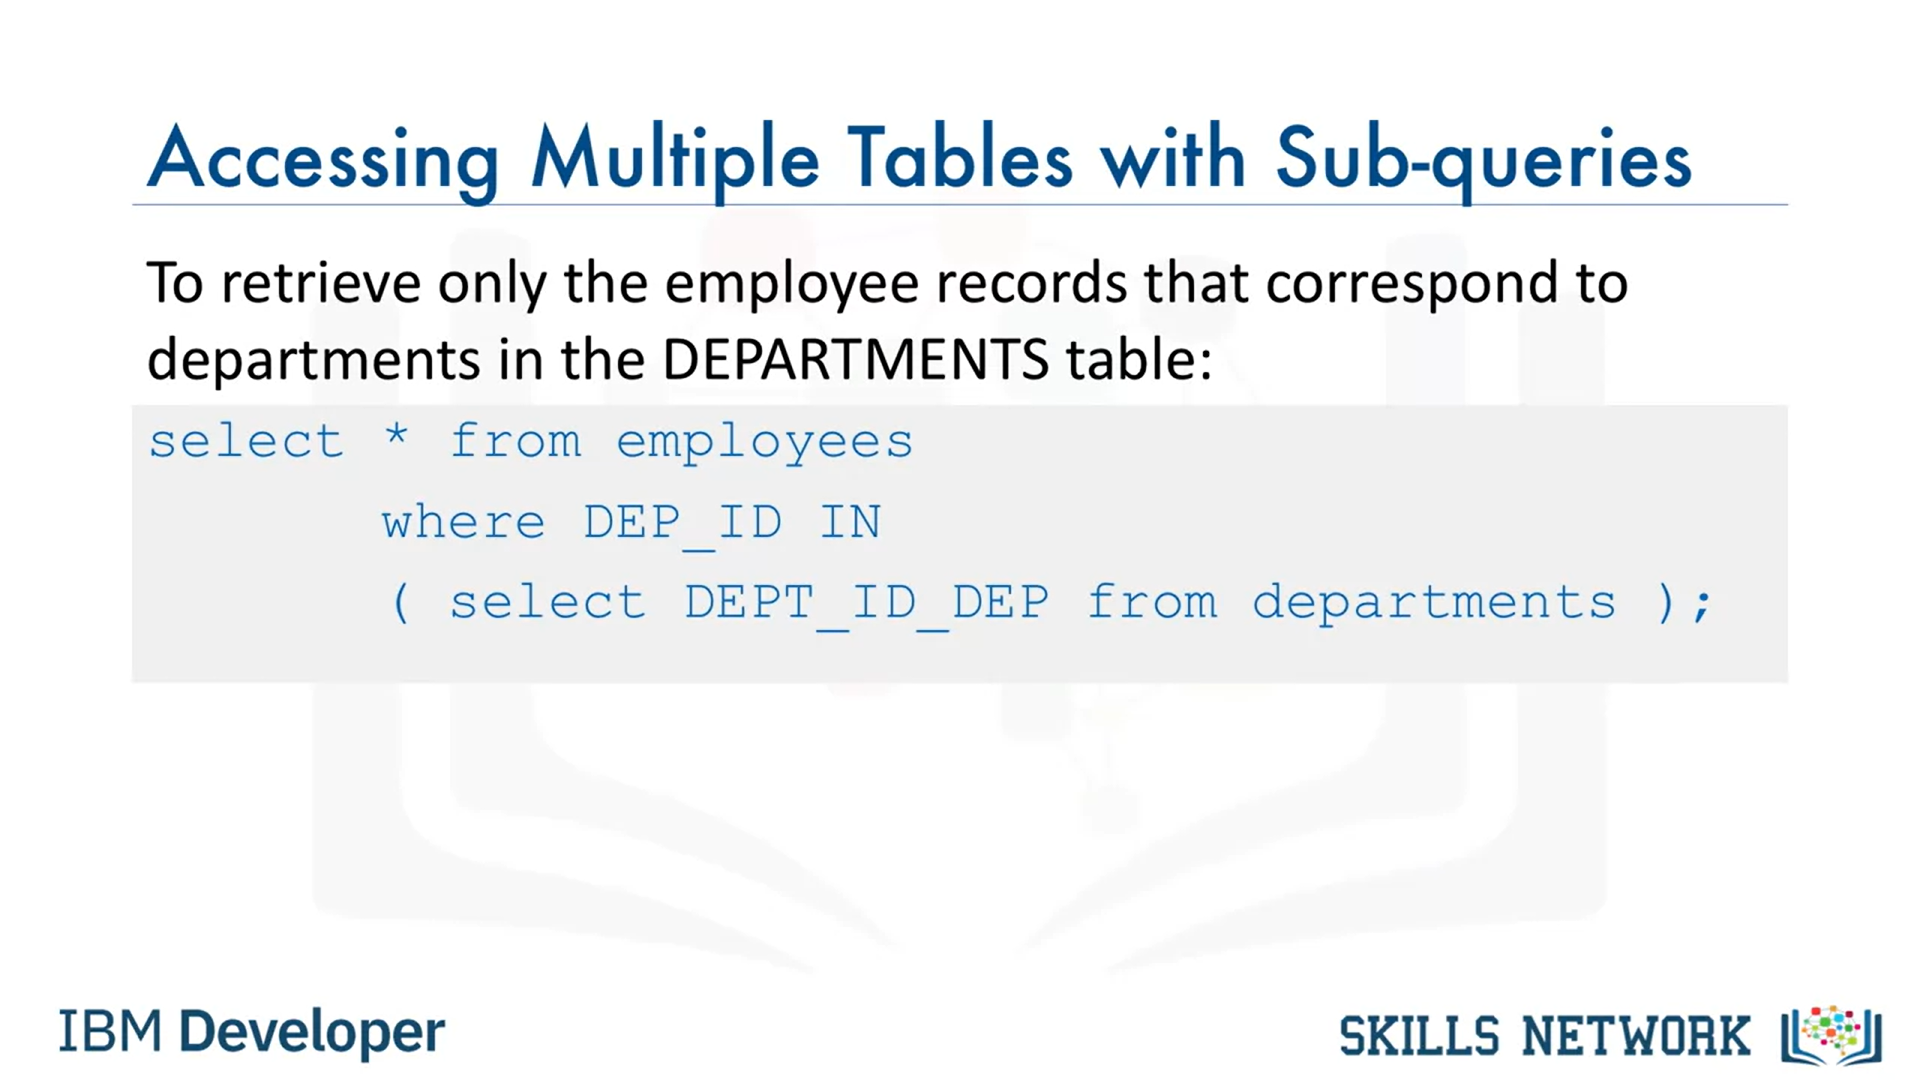 Accessing Multiple Tables with Sub-queries
To retrieve only the employee records that correspond to
departments in the DEPARTMENTS table:
select * from employees
where DEP_ID IN
( select DEPT_ID_DEP from departments );
IBM Developer
SKILLS NETWORK